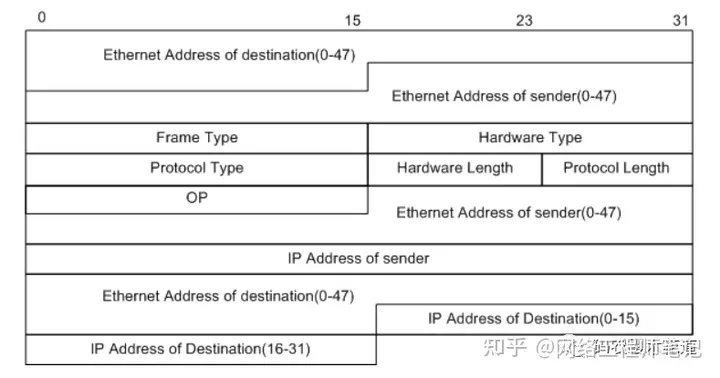 0 15 23 31
Ethernet Address of destination(0-47)
Ethernet Address of sender(0-47)
Frame Type Hardware Type
Protocol Type Hardware Length Protocol Length
OP
Ethernet Address of sender(0-47)
IP Address of sender
Ethernet Address of destination(0-47)
IP Address of Destination(0-15)
IP Address of Destination(16-31)
知乎 @网络工程师笔记